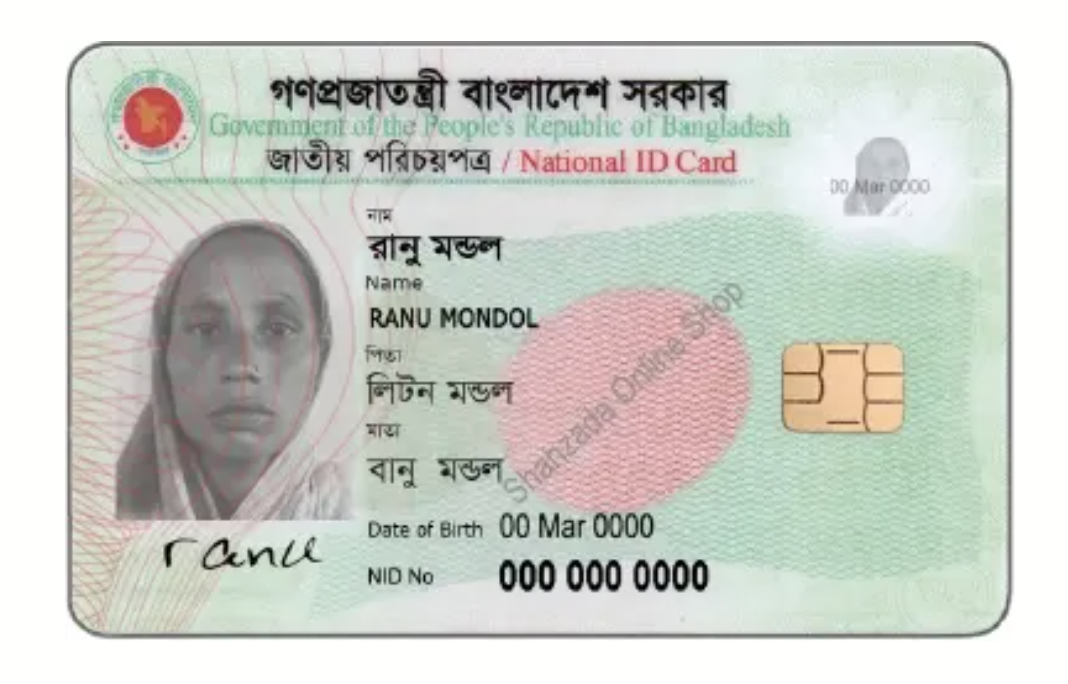 গণপ্রজাতন্ত্রী বাংলাদেশ সরকার
Government of the People's Republic of Bangladesh
জাতীয় পরিচয়পত্র / National ID Card
00 Mar 0000
নাম
রানু মন্ডল
Name
RANU MONDOL
পিতা
লিটন মন্ডল
মাতা
বানু মন্ডল
Shahzada Online Shop
Date of Birth 00 Mar 0000
ranu
NID No 000 000 0000